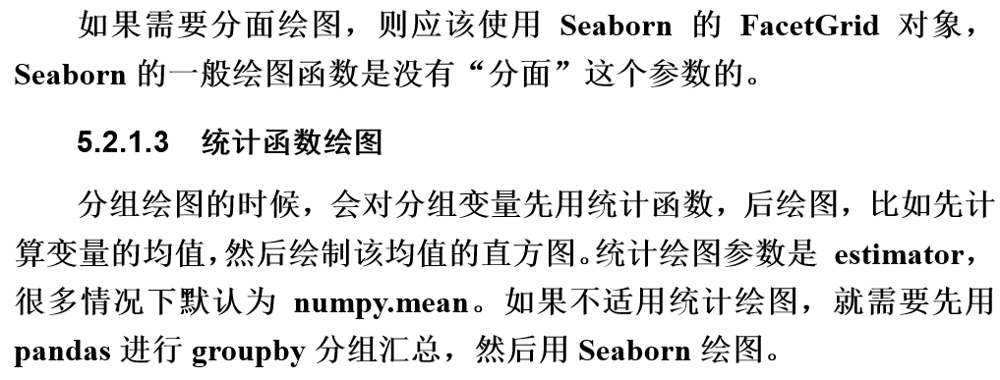 如果需要分面绘图，则应该使用 Seaborn 的 FacetGrid 对象，
Seaborn 的一般绘图函数是没有“分面”这个参数的。
5.2.1.3 统计函数绘图
分组绘图的时候，会对分组变量先用统计函数，后绘图，比如先计
算变量的均值，然后绘制该均值的直方图。统计绘图参数是 estimator，
很多情况下默认为 numpy.mean。如果不适用统计绘图，就需要先用
pandas 进行 groupby 分组汇总，然后用 Seaborn 绘图。